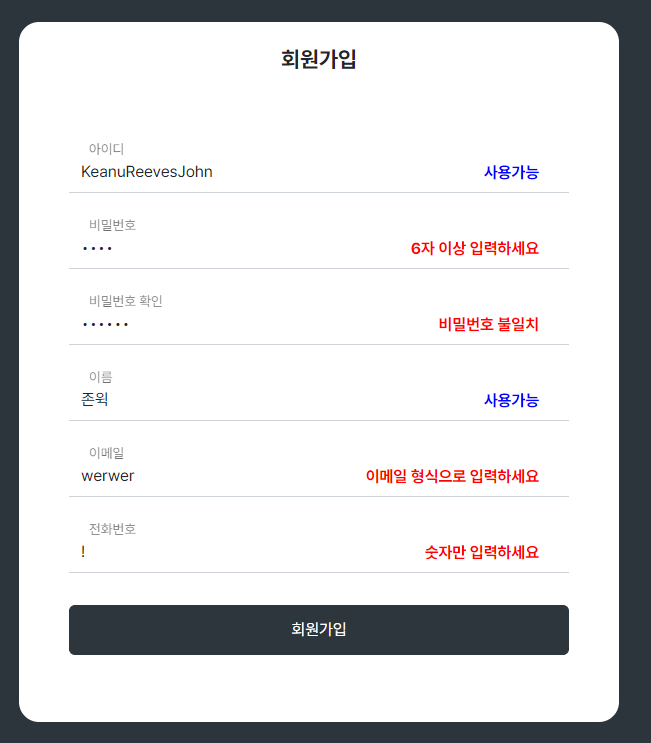 회원가입
아이디
KeanuReevesJohn 사용가능
비밀번호
•••• 6자 이상 입력하세요
비밀번호 확인
•••••• 비밀번호 불일치
이름
존윅 사용가능
이메일
werwer 이메일 형식으로 입력하세요
전화번호
! 숫자만 입력하세요
회원가입